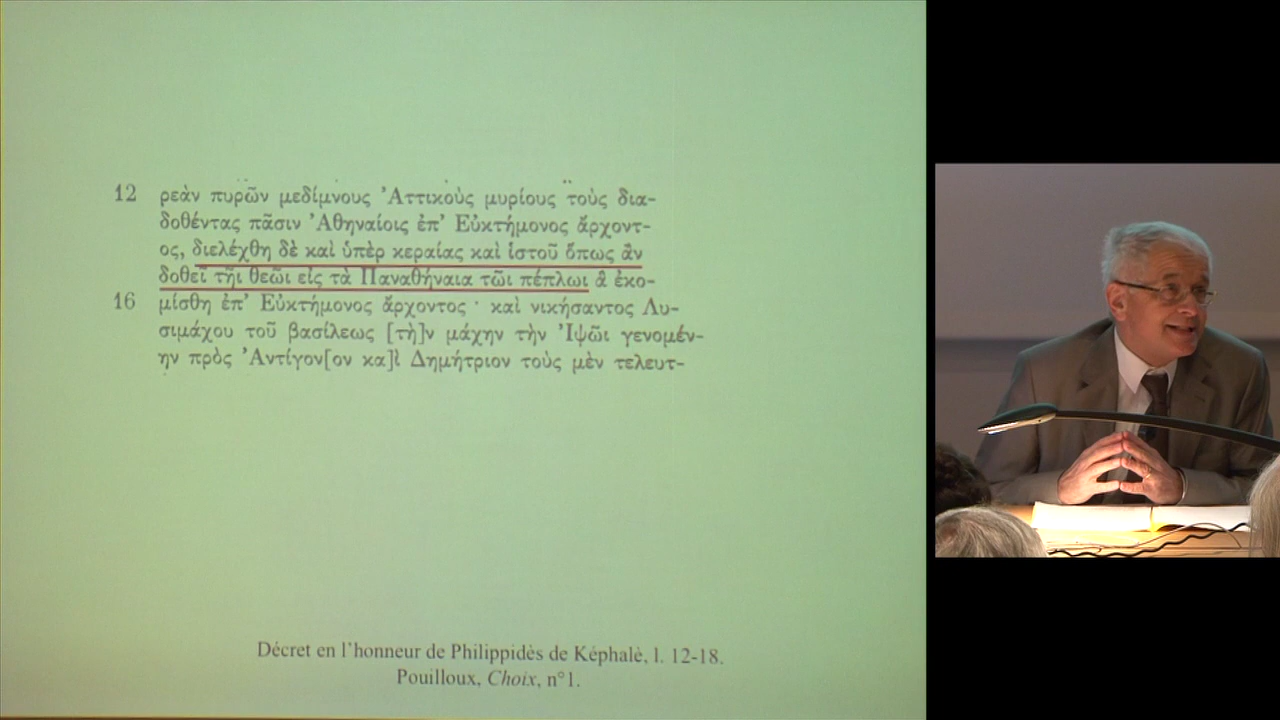 12 ρεὰν πυρῶν μεδίμνους Ἀττικοὺς μυρίους τοὺς δια-
δοθέντας πᾶσιν Ἀθηναίοις ἐπ’ Εὐκτήμονος ἄρχοντ-
ος, διελέχθη δὲ καὶ ὑπὲρ κεραίας καὶ ἱστοῦ ὅπως ἂν
δοθεῖ τῆι θεῶι εἰς τὰ Παναθήναια τῶι πέπλωι ἃ ἐκο-
16 μίσθη ἐπ’ Εὐκτήμονος ἄρχοντος · καὶ νικήσαντος Λυ-
σιμάχου τοῦ βασίλεως [τὴ]ν μάχην τὴν Ἰψῶι γενομέν-
ην πρὸς Ἀντίγον[ον κα]ὶ Δημήτριον τοὺς μὲν τελευτ-
Décret en l’honneur de Philippidès de Képhalè, l. 12-18.
Pouilloux, Choix, n°1.